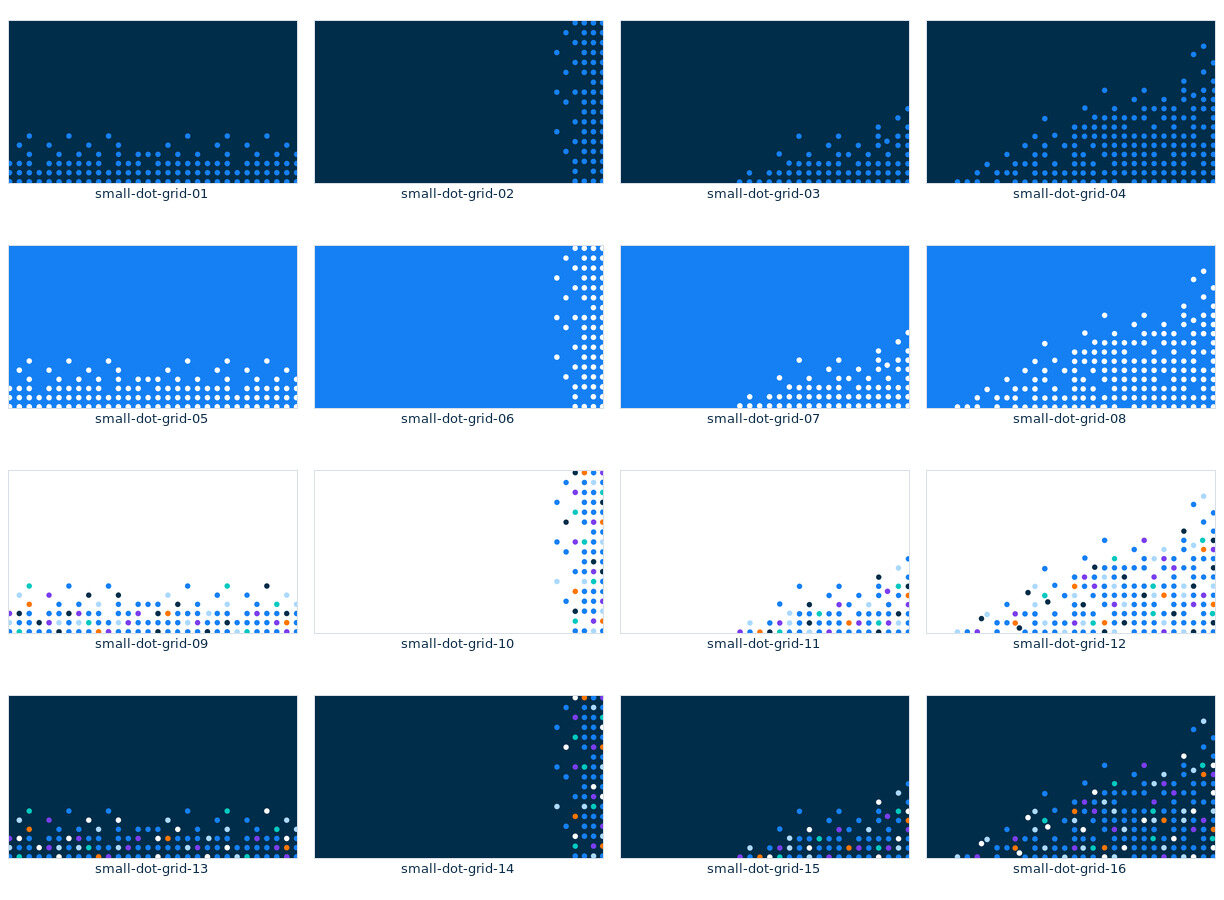 small-dot-grid-01
small-dot-grid-02
small-dot-grid-03
small-dot-grid-04
small-dot-grid-05
small-dot-grid-06
small-dot-grid-07
small-dot-grid-08
small-dot-grid-09
small-dot-grid-10
small-dot-grid-11
small-dot-grid-12
small-dot-grid-13
small-dot-grid-14
small-dot-grid-15
small-dot-grid-16